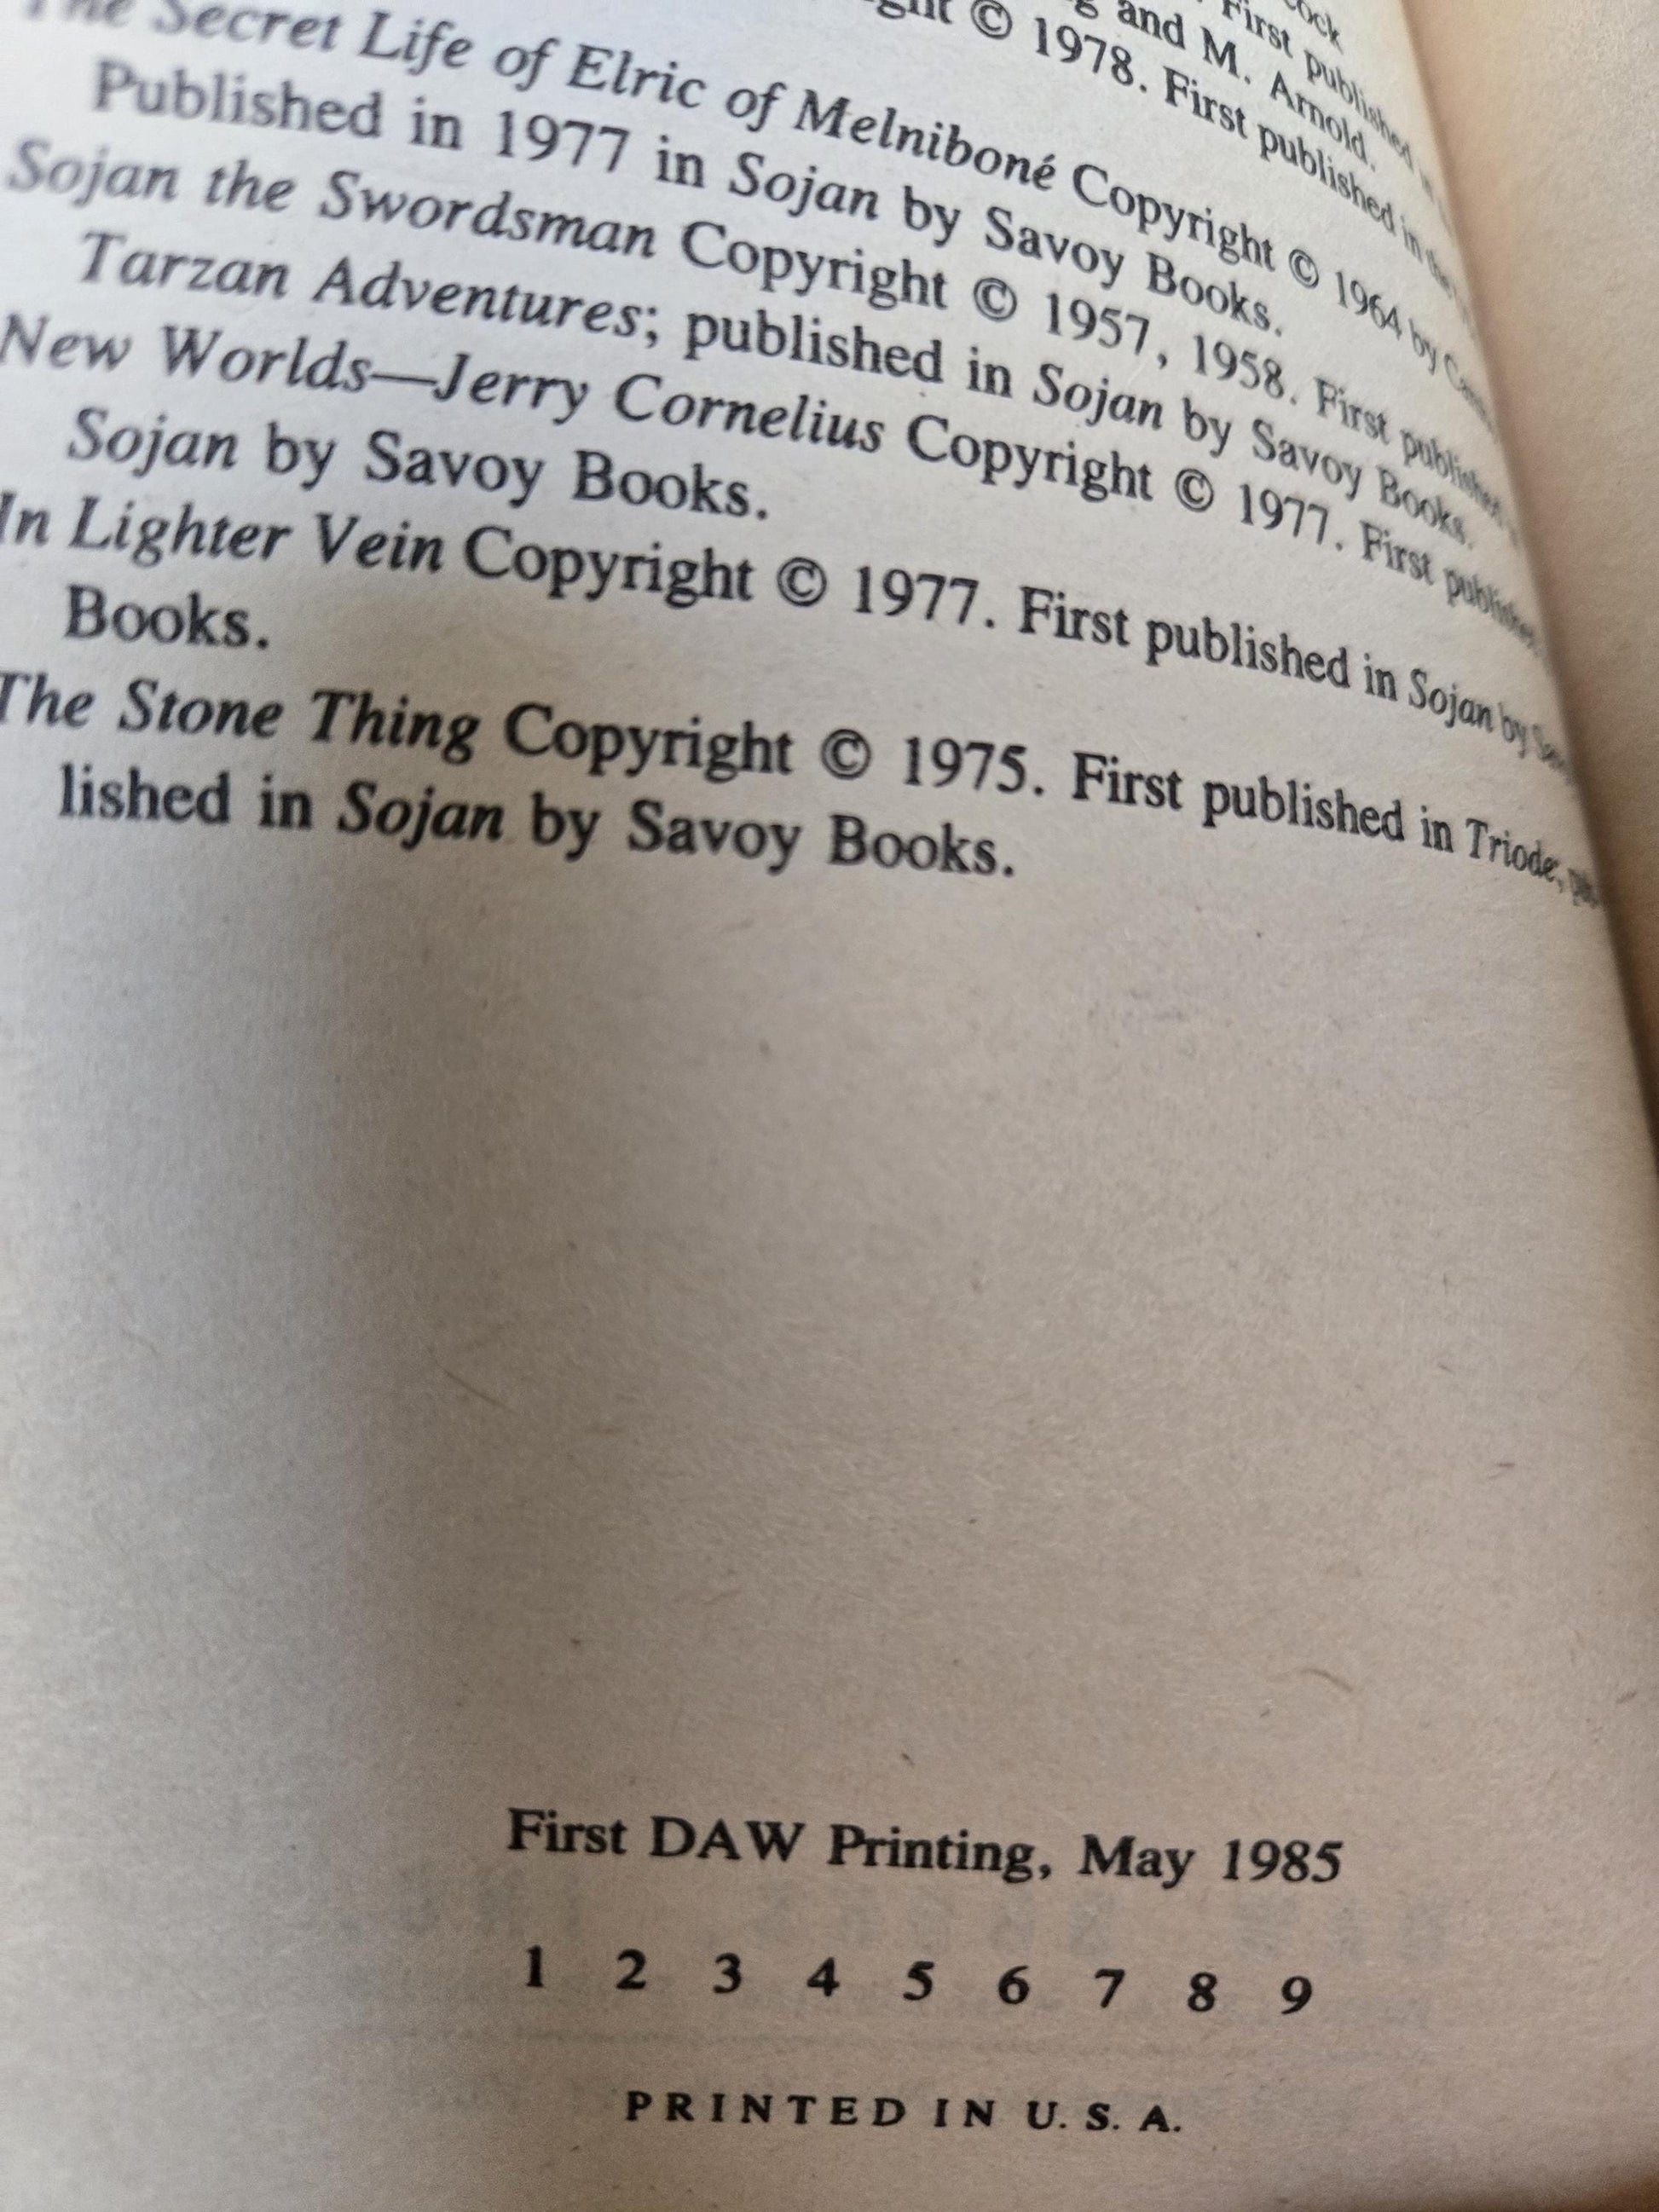 ock
First published
g and M. Arnold.
© 1978. First published in the
The Secret Life of Elric of Melniboné Copyright © 1964 by
Published in 1977 in Sojan by Savoy Books.
Sojan the Swordsman Copyright © 1957, 1958. First published
Tarzan Adventures; published in Sojan by Savoy Books.
New Worlds—Jerry Cornelius Copyright © 1977. First published
Sojan by Savoy Books.
In Lighter Vein Copyright © 1977. First published in Sojan by
Books.
The Stone Thing Copyright © 1975. First published in Triode; pub-
lished in Sojan by Savoy Books.
First DAW Printing, May 1985
1 2 3 4 5 6 7 8 9
PRINTED IN U.S.A.